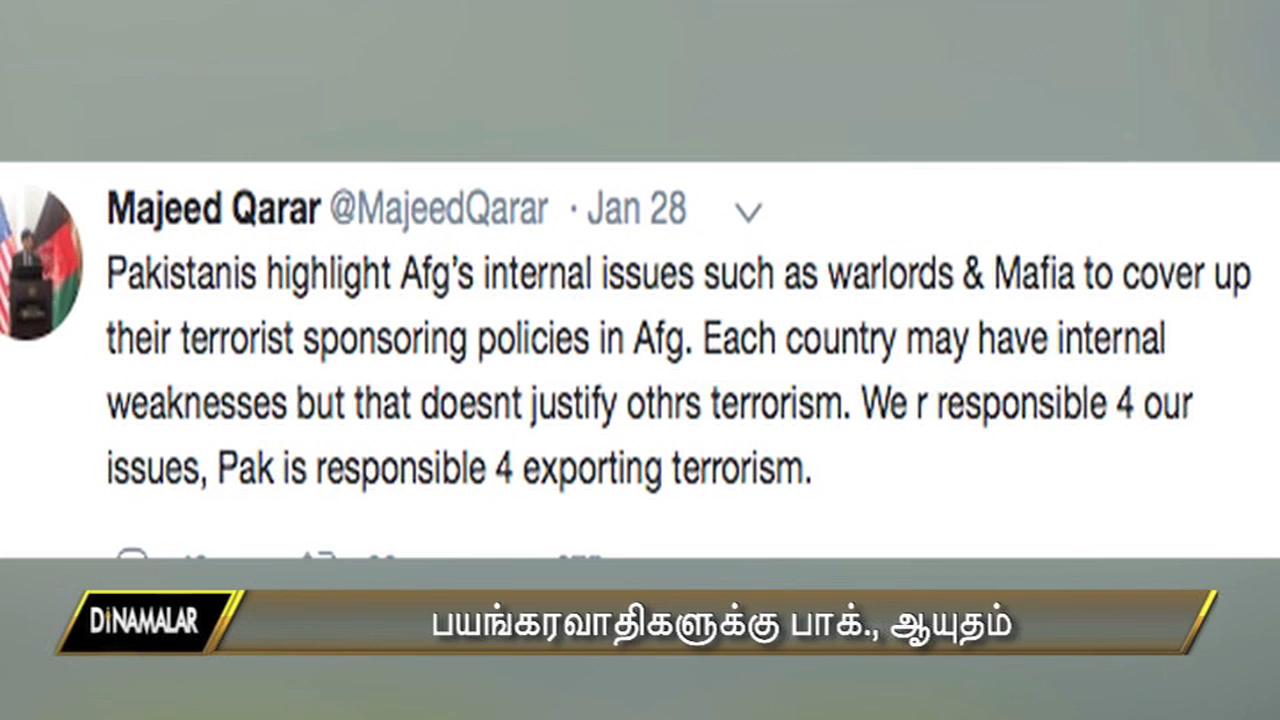 Majeed Qarar @MajeedQarar · Jan 28
Pakistanis highlight Afg's internal issues such as warlords & Mafia to cover up
their terrorist sponsoring policies in Afg. Each country may have internal
weaknesses but that doesnt justify othrs terrorism. We r responsible 4 our
issues, Pak is responsible 4 exporting terrorism.
DiNAMALAR
பயங்கரவாதிகளுக்கு பாக்., ஆயுதம்